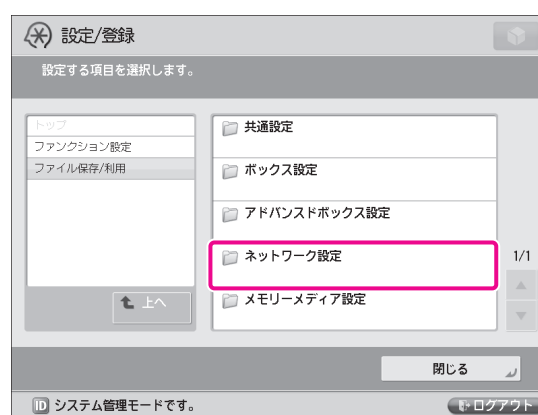 設定/登録
設定する項目を選択します。
トップ
ファンクション設定
ファイル保存/利用
上へ
共通設定
ボックス設定
アドバンスドボックス設定
ネットワーク設定
メモリーメディア設定
1/1
閉じる
ID システム管理モードです。
ログアウト